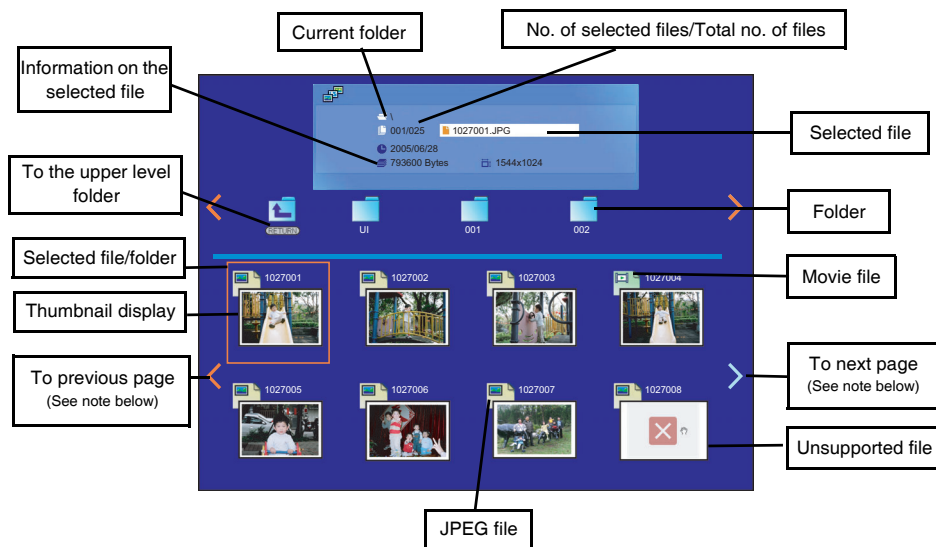 Current folder
No. of selected files/Total no. of files
Information on the
selected file
\
001/025
1027001.JPG
Selected file
2005/06/28
793600 Bytes
1544x1024
To the upper level
folder
RETURN
UI
001
002
Folder
Selected file/folder
1027001
1027002
1027003
1027004
Movie file
Thumbnail display
To previous page
(See note below)
To next page
(See note below)
1027005
1027006
1027007
1027008
Unsupported file
JPEG file